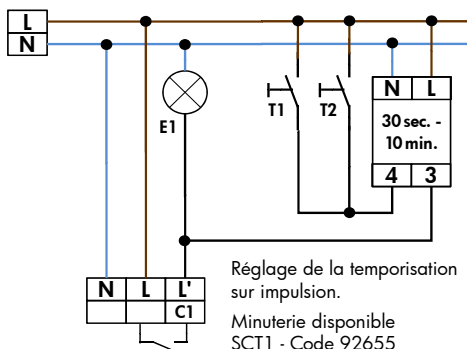 L
N
E1
T1
T2
N L
30 sec. -
10 min.
4 3
N L L'
C1
Réglage de la temporisation
sur impulsion.
Minuterie disponible
SCT1 - Code 92655